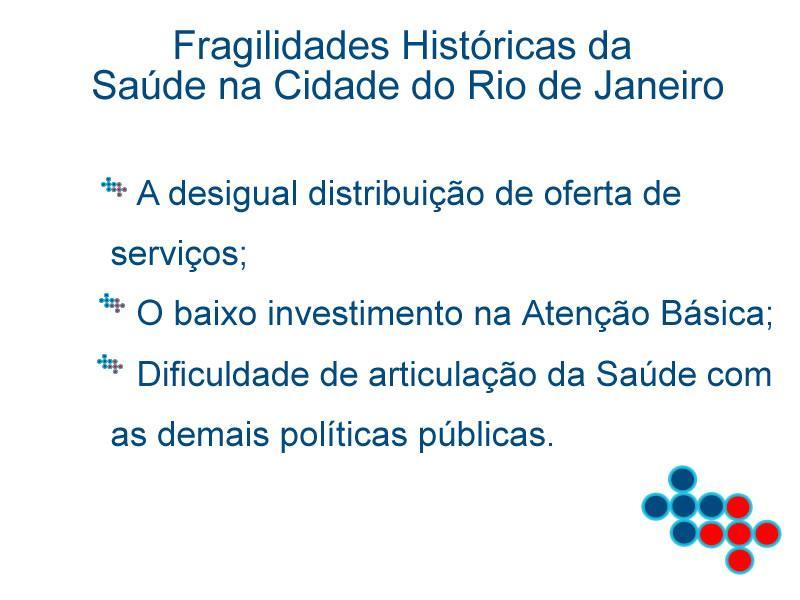 Fragilidades Históricas da
Saúde na Cidade do Rio de Janeiro
A desigual distribuição de oferta de
serviços;
O baixo investimento na Atenção Básica;
Dificuldade de articulação da Saúde com
as demais políticas públicas.